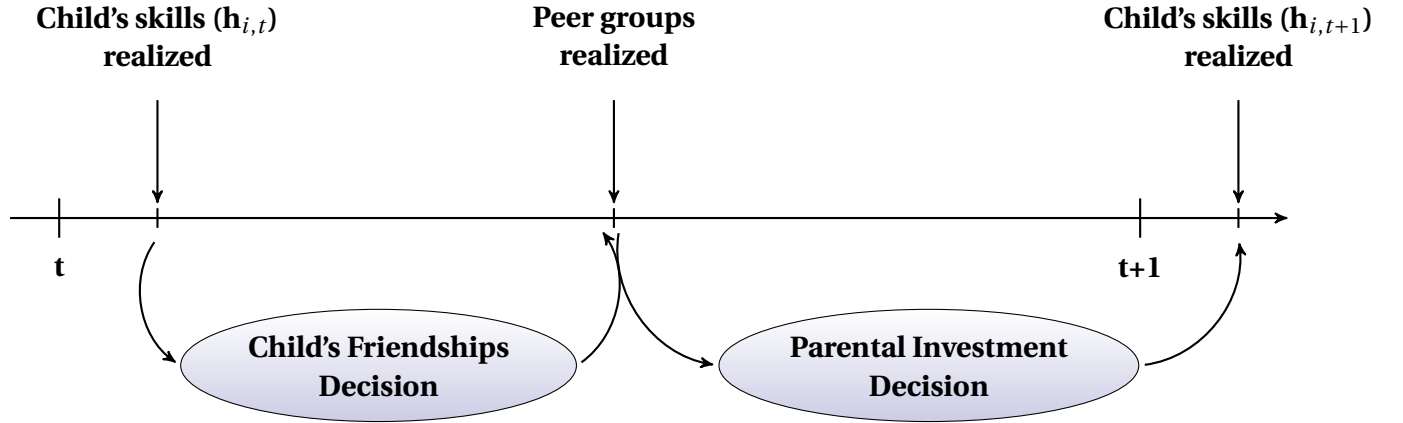 Child's skills (h_{i,t})
realized
Peer groups
realized
Child's skills (h_{i,t+1})
realized
t
t+1
Child's Friendships
Decision
Parental Investment
Decision